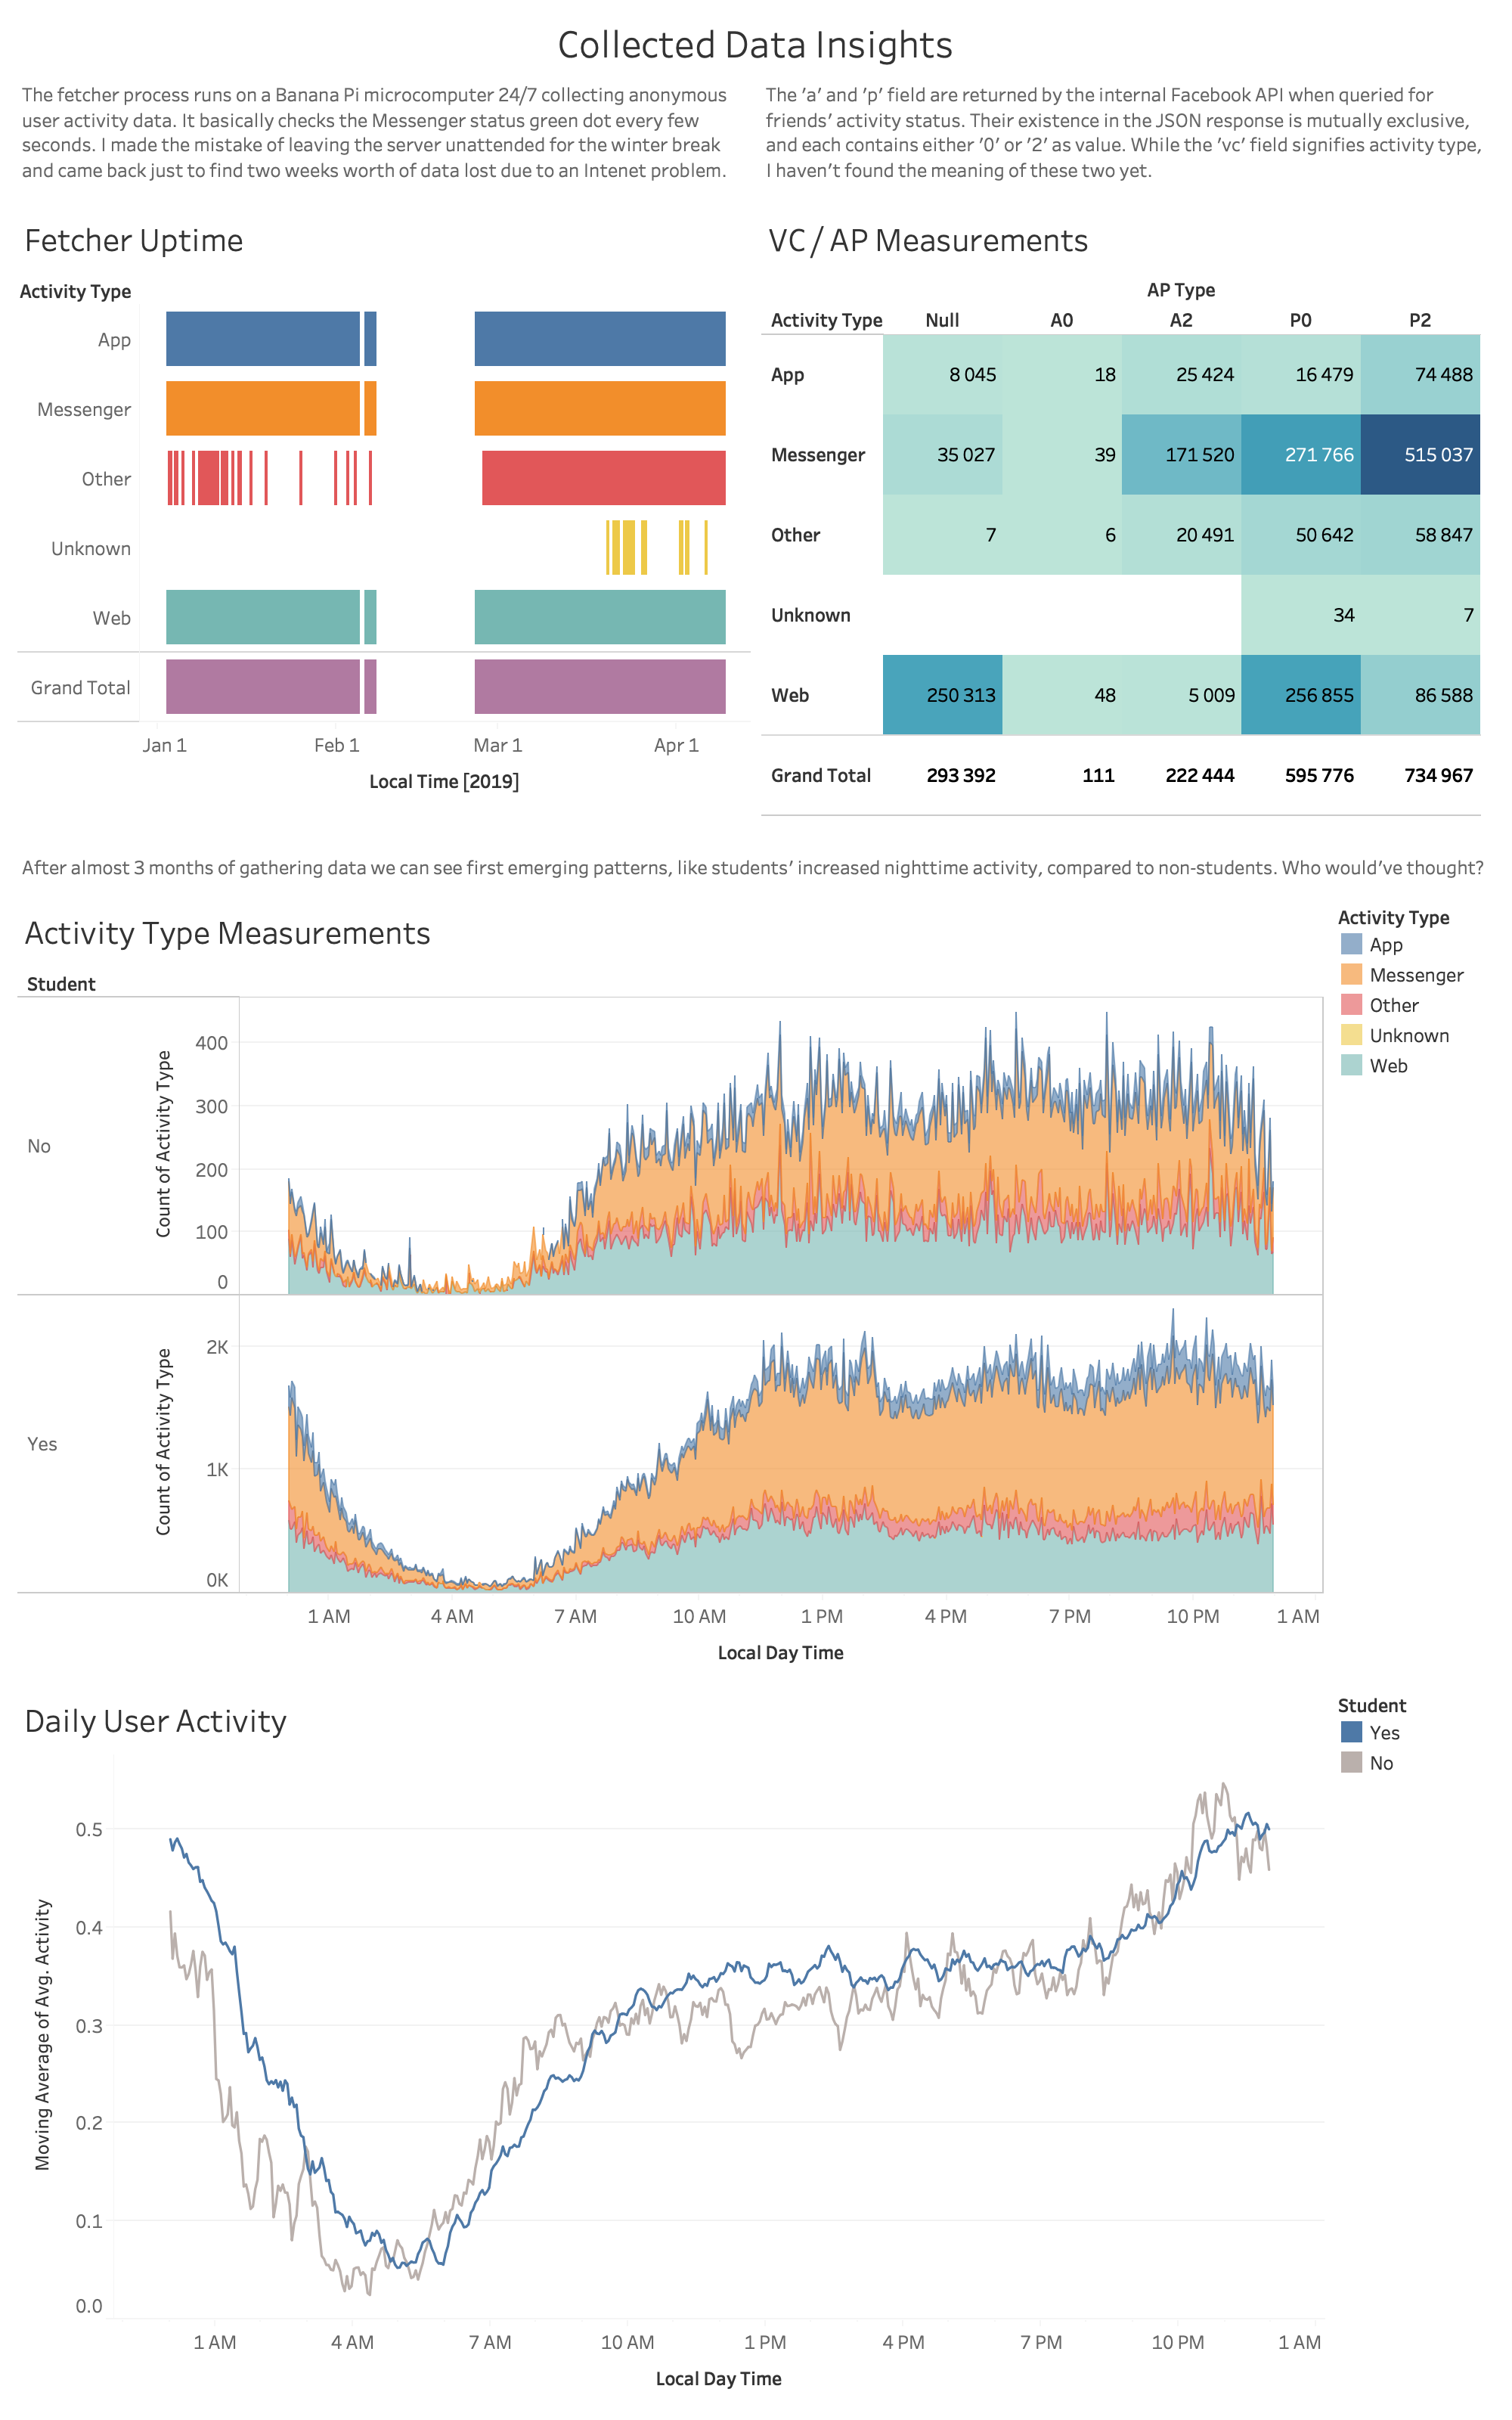 Collected Data Insights
The fetcher process runs on a Banana Pi microcomputer 24/7 collecting anonymous
user activity data. It basically checks the Messenger status green dot every few
seconds. I made the mistake of leaving the server unattended for the winter break
and came back just to find two weeks worth of data lost due to an Intenet problem.
The 'a' and 'p' field are returned by the internal Facebook API when queried for
friends' activity status. Their existence in the JSON response is mutually exclusive,
and each contains either '0' or '2' as value. While the 'vc' field signifies activity type,
I haven't found the meaning of these two yet.
Fetcher Uptime
Activity Type
App
Messenger
Other
Unknown
Web
Grand Total
Jan 1 Feb 1 Mar 1 Apr 1
Local Time [2019]
VC / AP Measurements
AP Type
Activity Type Null A0 A2 P0 P2
App 8 045 18 25 424 16 479 74 488
Messenger 35 027 39 171 520 271 766 515 037
Other 7 6 20 491 50 642 58 847
Unknown 34 7
Web 250 313 48 5 009 256 855 86 588
Grand Total 293 392 111 222 444 595 776 734 967
After almost 3 months of gathering data we can see first emerging patterns, like students' increased nighttime activity, compared to non-students. Who would've thought?
Activity Type Measurements
Activity Type
App
Messenger
Other
Unknown
Web
Student
No
Count of Activity Type
400
300
200
100
0
Yes
Count of Activity Type
2K
1K
0K
1 AM 4 AM 7 AM 10 AM 1 PM 4 PM 7 PM 10 PM 1 AM
Local Day Time
Daily User Activity
Student
Yes
No
Moving Average of Avg. Activity
0.5
0.4
0.3
0.2
0.1
0.0
1 AM 4 AM 7 AM 10 AM 1 PM 4 PM 7 PM 10 PM 1 AM
Local Day Time